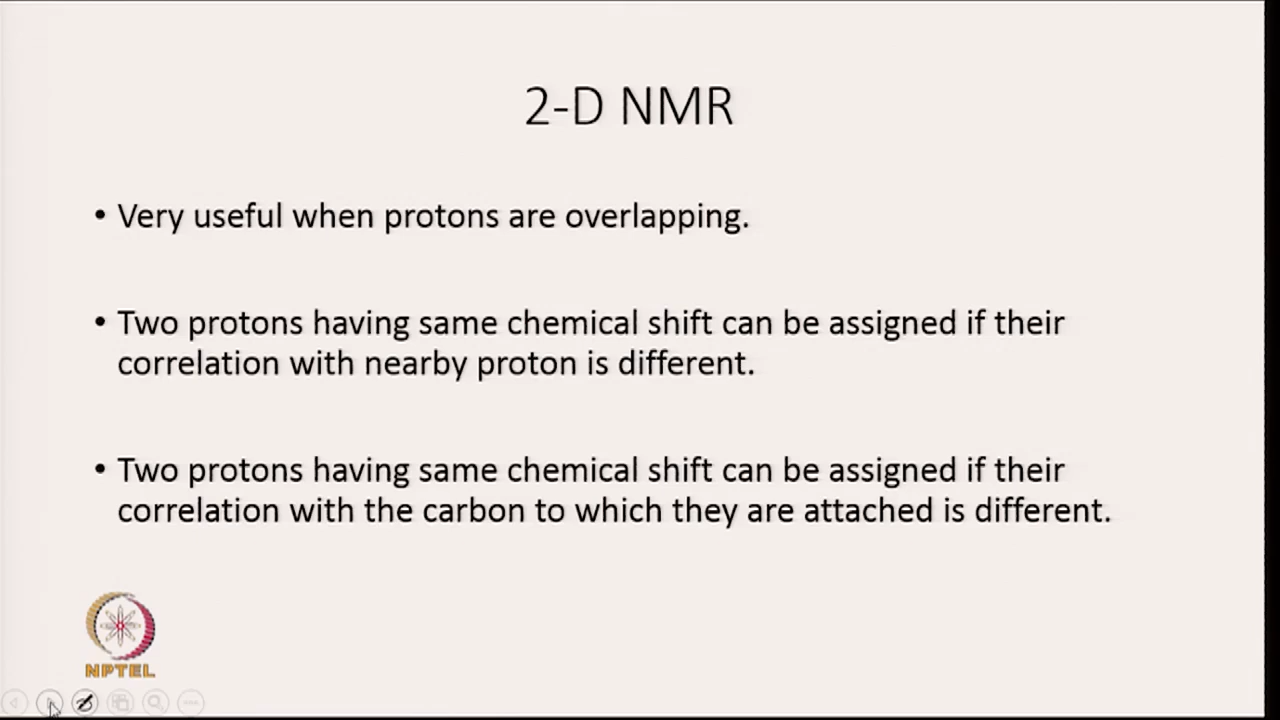 2-D NMR
• Very useful when protons are overlapping.
• Two protons having same chemical shift can be assigned if their
correlation with nearby proton is different.
• Two protons having same chemical shift can be assigned if their
correlation with the carbon to which they are attached is different.
NPTEL